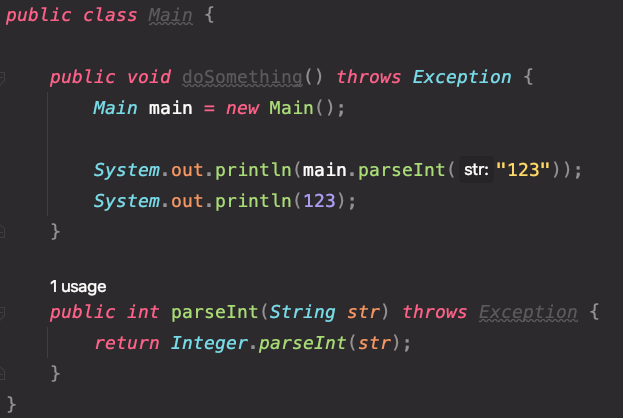 public class Main {
public void doSomething() throws Exception {
Main main = new Main();
System.out.println(main.parseInt( str: "123"));
System.out.println(123);
}
1 usage
public int parseInt(String str) throws Exception {
return Integer.parseInt(str);
}
}